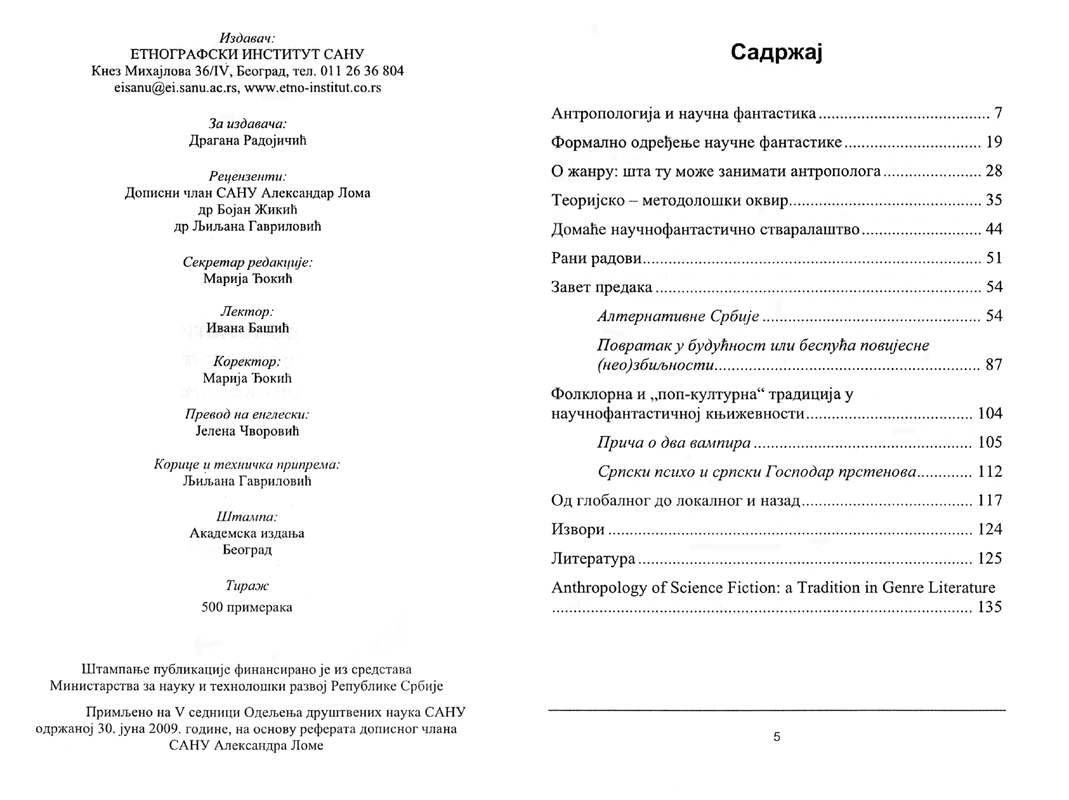 Издавач:
ЕТНОГРАФСКИ ИНСТИТУТ САНУ
Кнез Михајлова 36/IV, Београд, тел. 011 26 36 804
eisanu@ei.sanu.ac.rs, www.etno-institut.co.rs
За издавача:
Драгана Радојичић
Рецензенти:
Дописни члан САНУ Александар Лома
др Бојан Жикић
др Љиљана Гавриловић
Секретар редакције:
Марија Ђокић
Лектор:
Ивана Башић
Коректор:
Марија Ђокић
Превод на енглески:
Јелена Чворовић
Корице и техничка припрема:
Љиљана Гавриловић
Штампа:
Академска издања
Београд
Тираж
500 примерака
Штампање публикације финансирано је из средстава
Министарства за науку и технолошки развој Републике Србије
Примљено на V седници Одељења друштвених наука САНУ
одржаној 30. јуна 2009. године, на основу реферата дописног члана
САНУ Александра Ломе
Садржај
Антропологија и научна фантастика ........ 7
Формално одређење научне фантастике ........ 19
О жанру: шта ту може занимати антрополога ........ 28
Теоријско – методолошки оквир ........ 35
Домаће научнофантастично стваралаштво ........ 44
Рани радови ........ 51
Завет предака ........ 54
Алтернативне Србије ........ 54
Повратак у будућност или беспућа повијесне
(нео)збиљности ........ 87
Фолклорна и „поп-културна“ традиција у
научнофантастичној књижевности ........ 104
Прича о два вампира ........ 105
Српски психо и српски Господар прстенова ........ 112
Од глобалног до локалног и назад ........ 117
Извори ........ 124
Литература ........ 125
Anthropology of Science Fiction: a Tradition in Genre Literature
........ 135
5